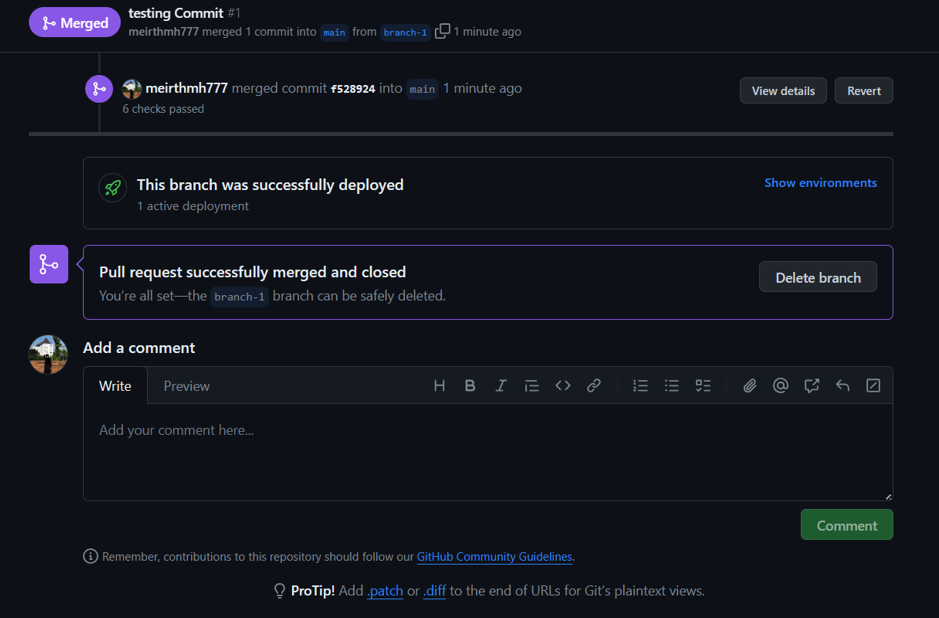 Merged
testing Commit #1
meirthmh777 merged 1 commit into main from branch-1 1 minute ago
meirthmh777 merged commit f528924 into main 1 minute ago
6 checks passed
View details
Revert
This branch was successfully deployed
1 active deployment
Show environments
Pull request successfully merged and closed
You're all set—the branch-1 branch can be safely deleted.
Delete branch
Add a comment
Write
Preview
Add your comment here...
Comment
Remember, contributions to this repository should follow our GitHub Community Guidelines.
ProTip! Add .patch or .diff to the end of URLs for Git's plaintext views.